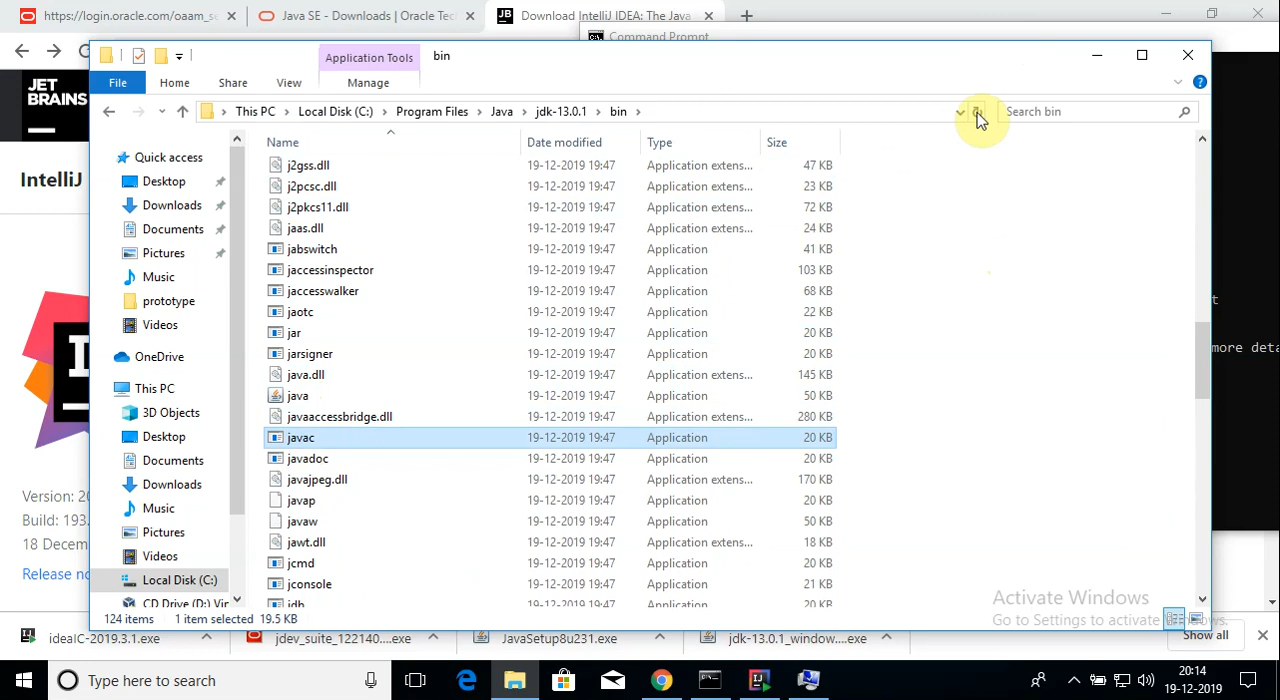 https://login.oracle.com/oaam_se
Java SE - Downloads | Oracle Tec
Download IntelliJ IDEA: The Java
Command Prompt
Application Tools
bin
File
Home
Share
View
Manage
This PC
Local Disk (C:)
Program Files
Java
jdk-13.0.1
bin
Search bin
JET
BRAINS
IntelliJ
Version: 20
Build: 193.
18 Decem
Release no
Quick access
Desktop
Downloads
Documents
Pictures
Music
prototype
Videos
OneDrive
This PC
3D Objects
Desktop
Documents
Downloads
Music
Pictures
Videos
Local Disk (C:)
CD Drive (D:) Vir
Name Date modified Type Size
j2gss.dll 19-12-2019 19:47 Application extens... 47 KB
j2pcsc.dll 19-12-2019 19:47 Application extens... 23 KB
j2pkcs11.dll 19-12-2019 19:47 Application extens... 72 KB
jaas.dll 19-12-2019 19:47 Application extens... 24 KB
jabswitch 19-12-2019 19:47 Application 41 KB
jaccessinspector 19-12-2019 19:47 Application 103 KB
jaccesswalker 19-12-2019 19:47 Application 68 KB
jaotc 19-12-2019 19:47 Application 22 KB
jar 19-12-2019 19:47 Application 20 KB
jarsigner 19-12-2019 19:47 Application 20 KB
java.dll 19-12-2019 19:47 Application extens... 145 KB
java 19-12-2019 19:47 Application 50 KB
javaaccessbridge.dll 19-12-2019 19:47 Application extens... 280 KB
javac 19-12-2019 19:47 Application 20 KB
javadoc 19-12-2019 19:47 Application 20 KB
javajpeg.dll 19-12-2019 19:47 Application extens... 170 KB
javap 19-12-2019 19:47 Application 20 KB
javaw 19-12-2019 19:47 Application 50 KB
jawt.dll 19-12-2019 19:47 Application extens... 18 KB
jcmd 19-12-2019 19:47 Application 20 KB
jconsole 19-12-2019 19:47 Application 21 KB
jdb 19-12-2019 19:47 Application 20 KB
t
more deta
124 items 1 item selected 19.5 KB
Activate Windows
Go to Settings to activate Windows.
ideaIC-2019.3.1.exe
jdev_suite_122140....exe
JavaSetup8u231.exe
jdk-13.0.1_window....exe
Show all
Type here to search
20:14
19-12-2019